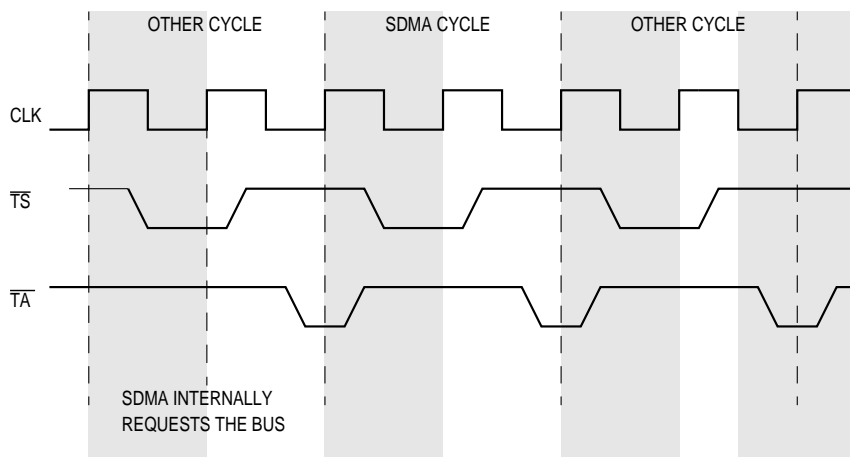 OTHER CYCLE SDMA CYCLE OTHER CYCLE
CLK
TS
TA
SDMA INTERNALLY
REQUESTS THE BUS